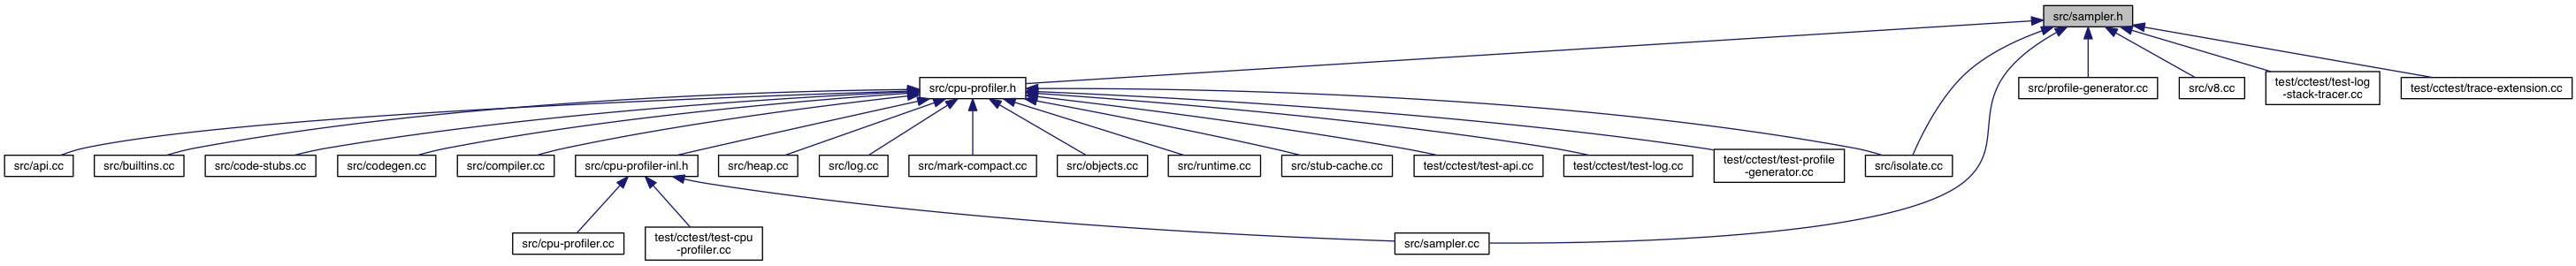 src/sampler.h
src/cpu-profiler.h
src/profile-generator.cc
src/v8.cc
test/cctest/test-log
-stack-tracer.cc
test/cctest/trace-extension.cc
src/api.cc
src/builtins.cc
src/code-stubs.cc
src/codegen.cc
src/compiler.cc
src/cpu-profiler-inl.h
src/heap.cc
src/log.cc
src/mark-compact.cc
src/objects.cc
src/runtime.cc
src/stub-cache.cc
test/cctest/test-api.cc
test/cctest/test-log.cc
test/cctest/test-profile
-generator.cc
src/isolate.cc
src/cpu-profiler.cc
test/cctest/test-cpu
-profiler.cc
src/sampler.cc